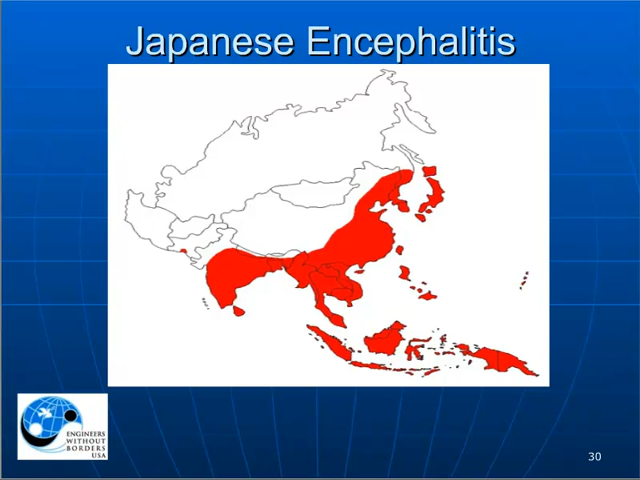 Japanese Encephalitis
ENGINEERS
WITHOUT
BORDERS
USA
30